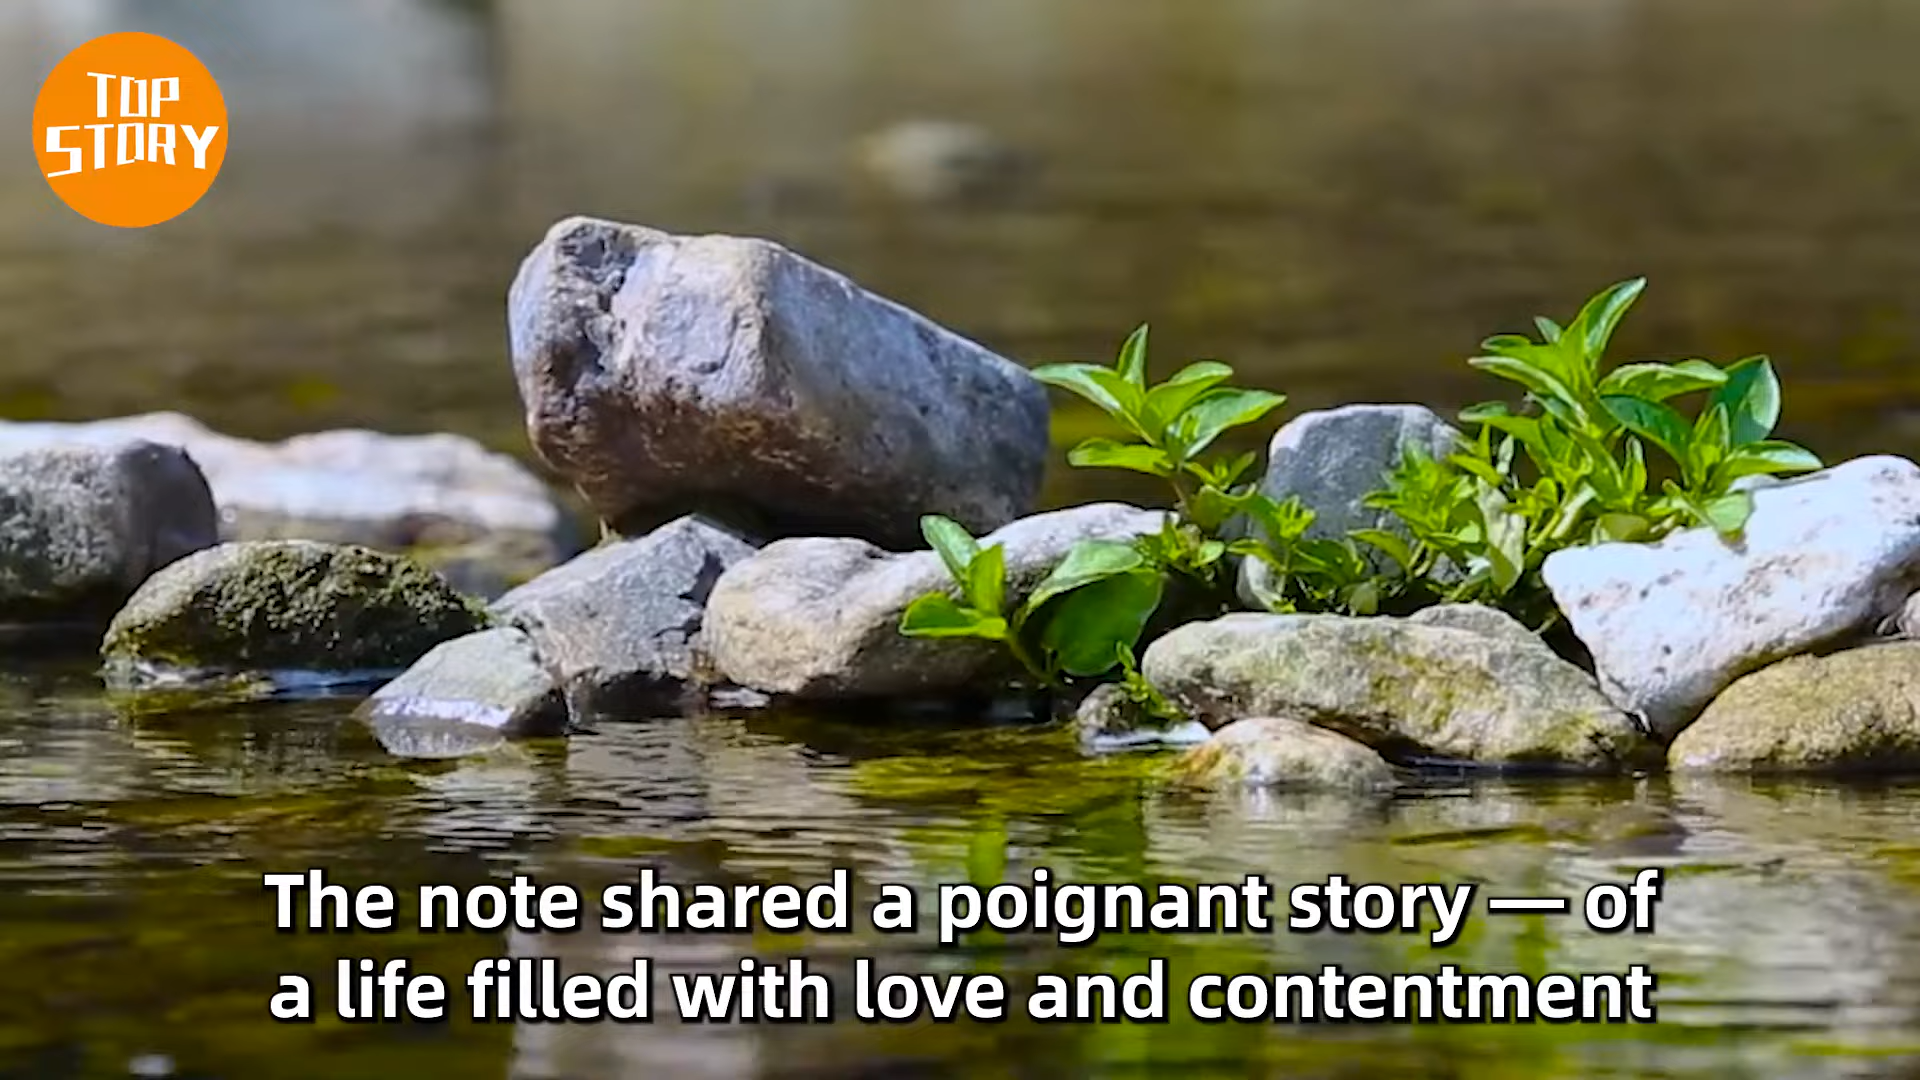 TOP
STORY
The note shared a poignant story — of
a life filled with love and contentment